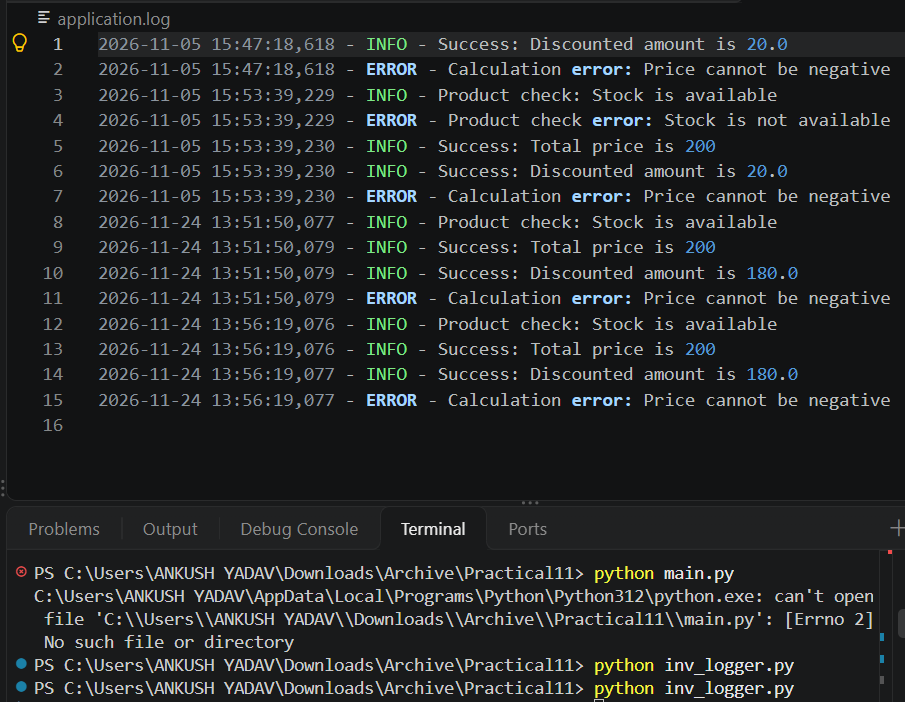 application.log
1 2026-11-05 15:47:18,618 - INFO - Success: Discounted amount is 20.0
2 2026-11-05 15:47:18,618 - ERROR - Calculation error: Price cannot be negative
3 2026-11-05 15:53:39,229 - INFO - Product check: Stock is available
4 2026-11-05 15:53:39,229 - ERROR - Product check error: Stock is not available
5 2026-11-05 15:53:39,230 - INFO - Success: Total price is 200
6 2026-11-05 15:53:39,230 - INFO - Success: Discounted amount is 20.0
7 2026-11-05 15:53:39,230 - ERROR - Calculation error: Price cannot be negative
8 2026-11-24 13:51:50,077 - INFO - Product check: Stock is available
9 2026-11-24 13:51:50,079 - INFO - Success: Total price is 200
10 2026-11-24 13:51:50,079 - INFO - Success: Discounted amount is 180.0
11 2026-11-24 13:51:50,079 - ERROR - Calculation error: Price cannot be negative
12 2026-11-24 13:56:19,076 - INFO - Product check: Stock is available
13 2026-11-24 13:56:19,076 - INFO - Success: Total price is 200
14 2026-11-24 13:56:19,077 - INFO - Success: Discounted amount is 180.0
15 2026-11-24 13:56:19,077 - ERROR - Calculation error: Price cannot be negative
16
Problems Output Debug Console Terminal Ports
PS C:\Users\ANKUSH YADAV\Downloads\Archive\Practical11> python main.py
C:\Users\ANKUSH YADAV\AppData\Local\Programs\Python\Python312\python.exe: can't open
file 'C:\\Users\\ANKUSH YADAV\\Downloads\\Archive\\Practical11\\main.py': [Errno 2]
No such file or directory
PS C:\Users\ANKUSH YADAV\Downloads\Archive\Practical11> python inv_logger.py
PS C:\Users\ANKUSH YADAV\Downloads\Archive\Practical11> python inv_logger.py